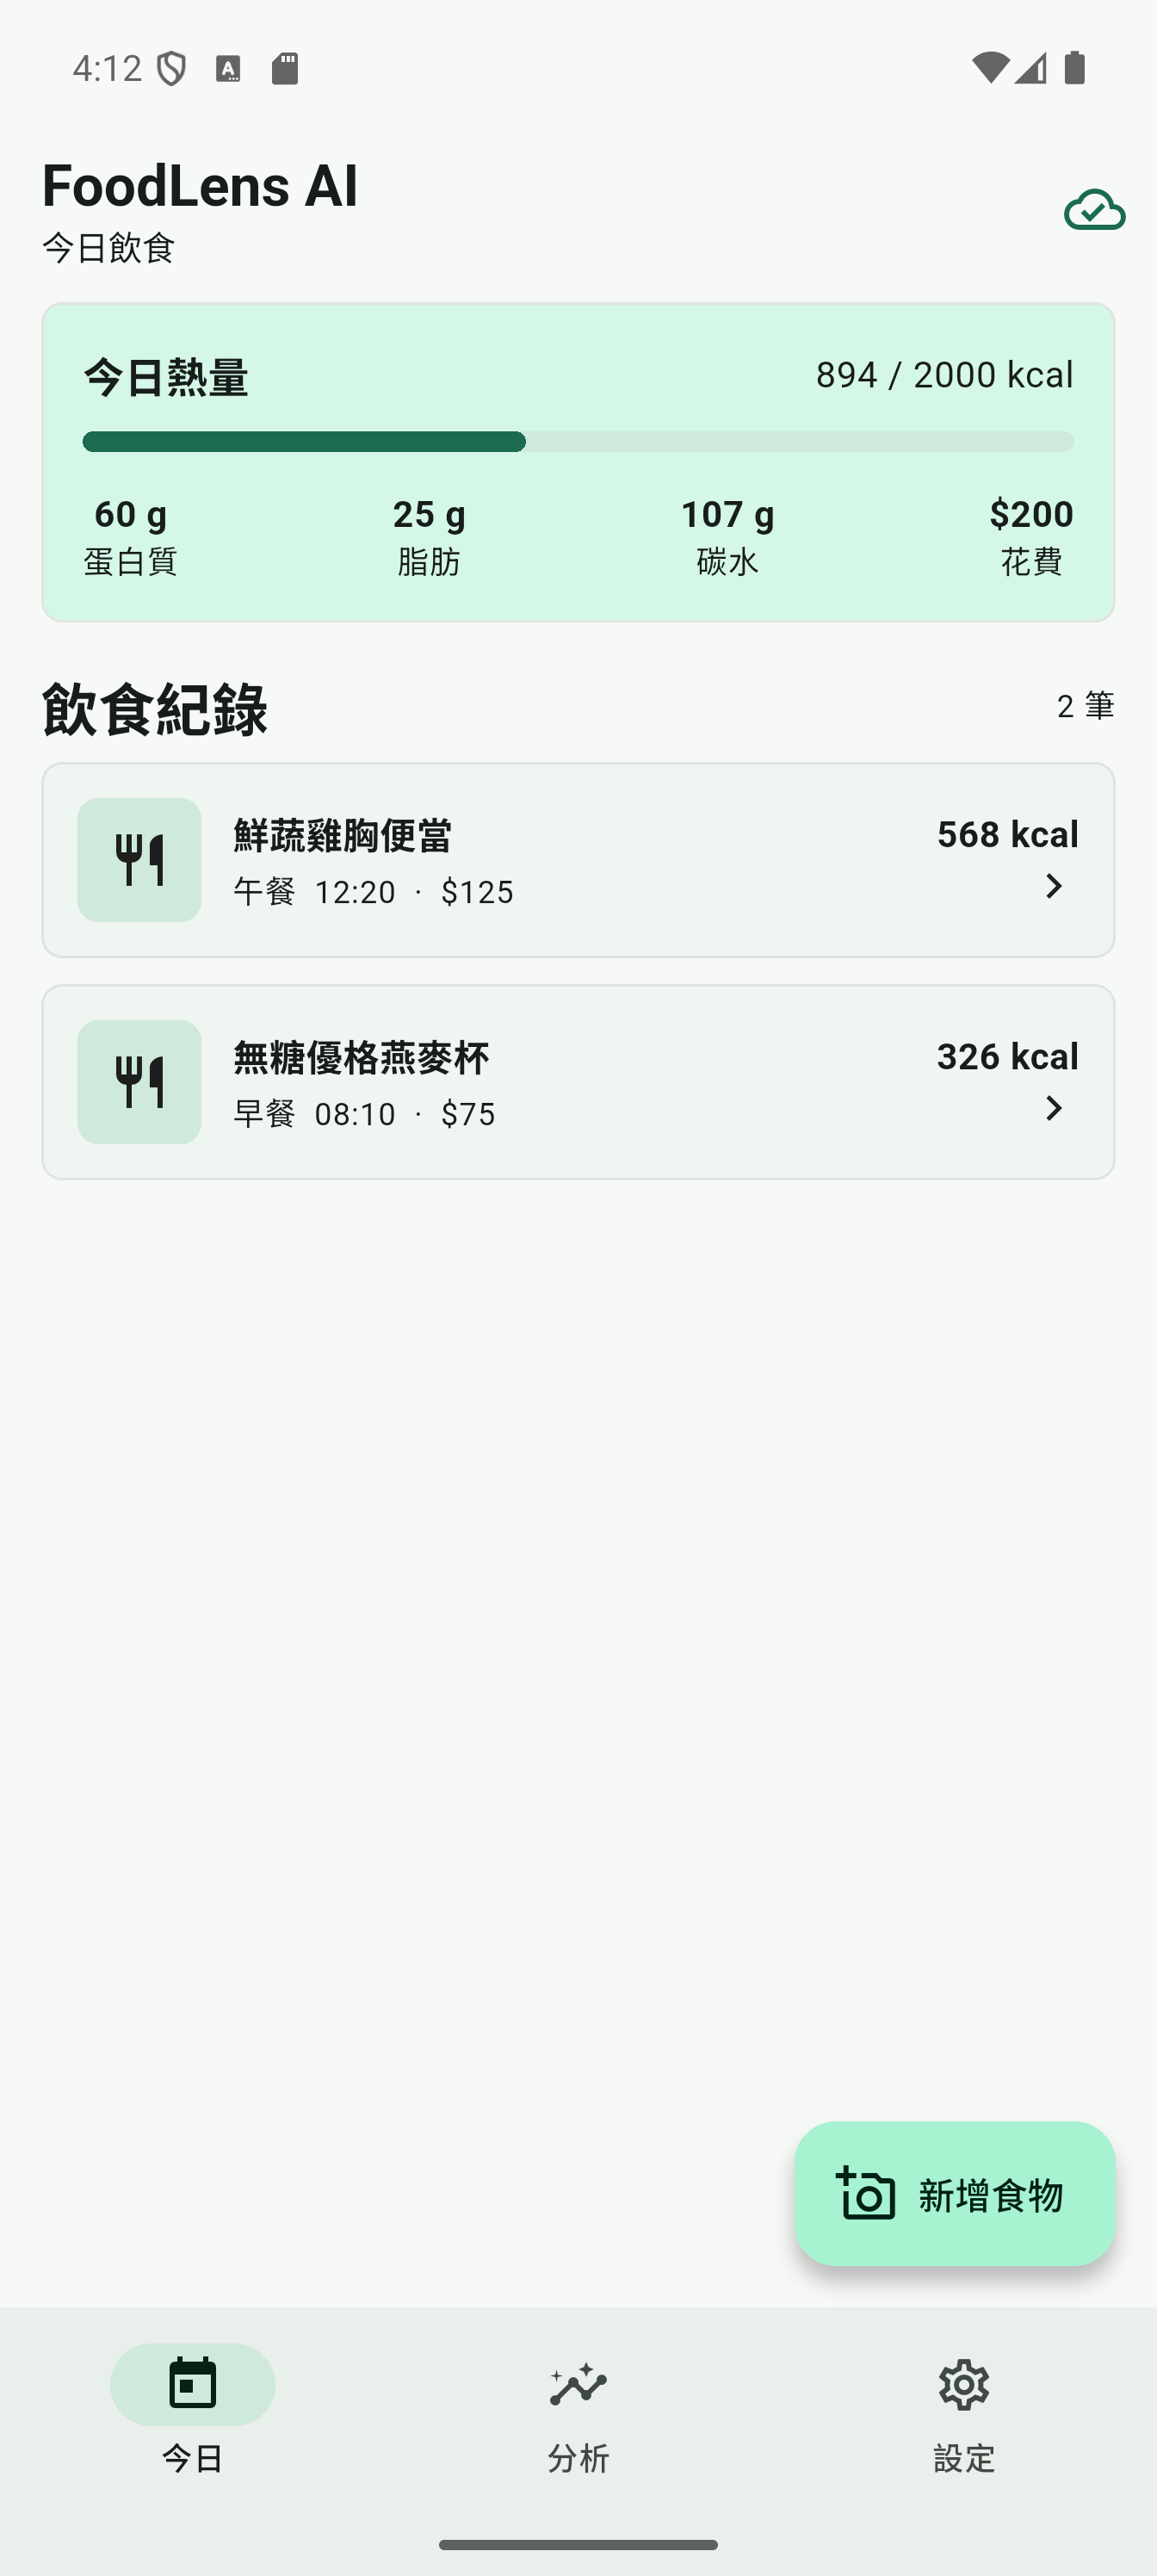 4:12
FoodLens AI
今日飲食
今日熱量 894 / 2000 kcal
60 g 25 g 107 g $200
蛋白質 脂肪 碳水 花費
飲食紀錄 2 筆
鮮蔬雞胸便當 568 kcal
午餐 12:20 · $125
無糖優格燕麥杯 326 kcal
早餐 08:10 · $75
新增食物
今日 分析 設定